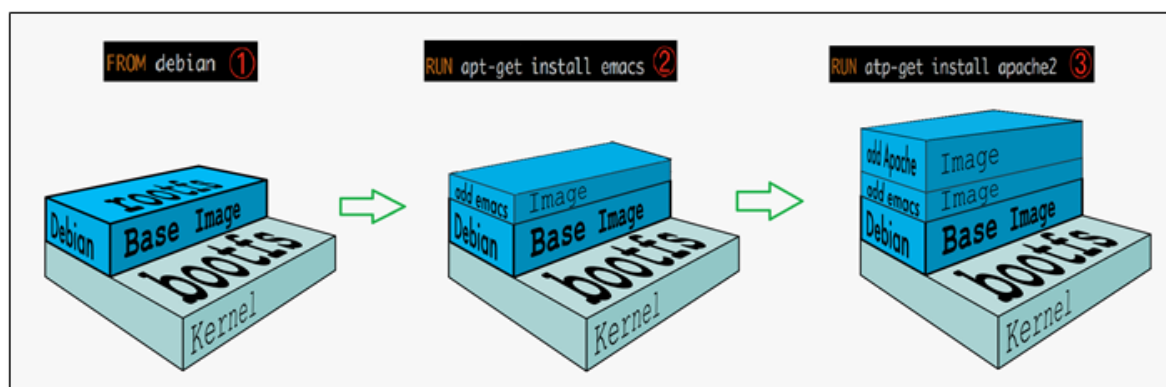 FROM debian ①
RUN apt-get install emacs ②
RUN atp-get install apache2 ③
rootfs
Debian
Base Image
bootfs
Kernel
add emacs
Image
Debian
Base Image
bootfs
Kernel
add Apache
Image
add emacs
Image
Debian
Base Image
bootfs
Kernel